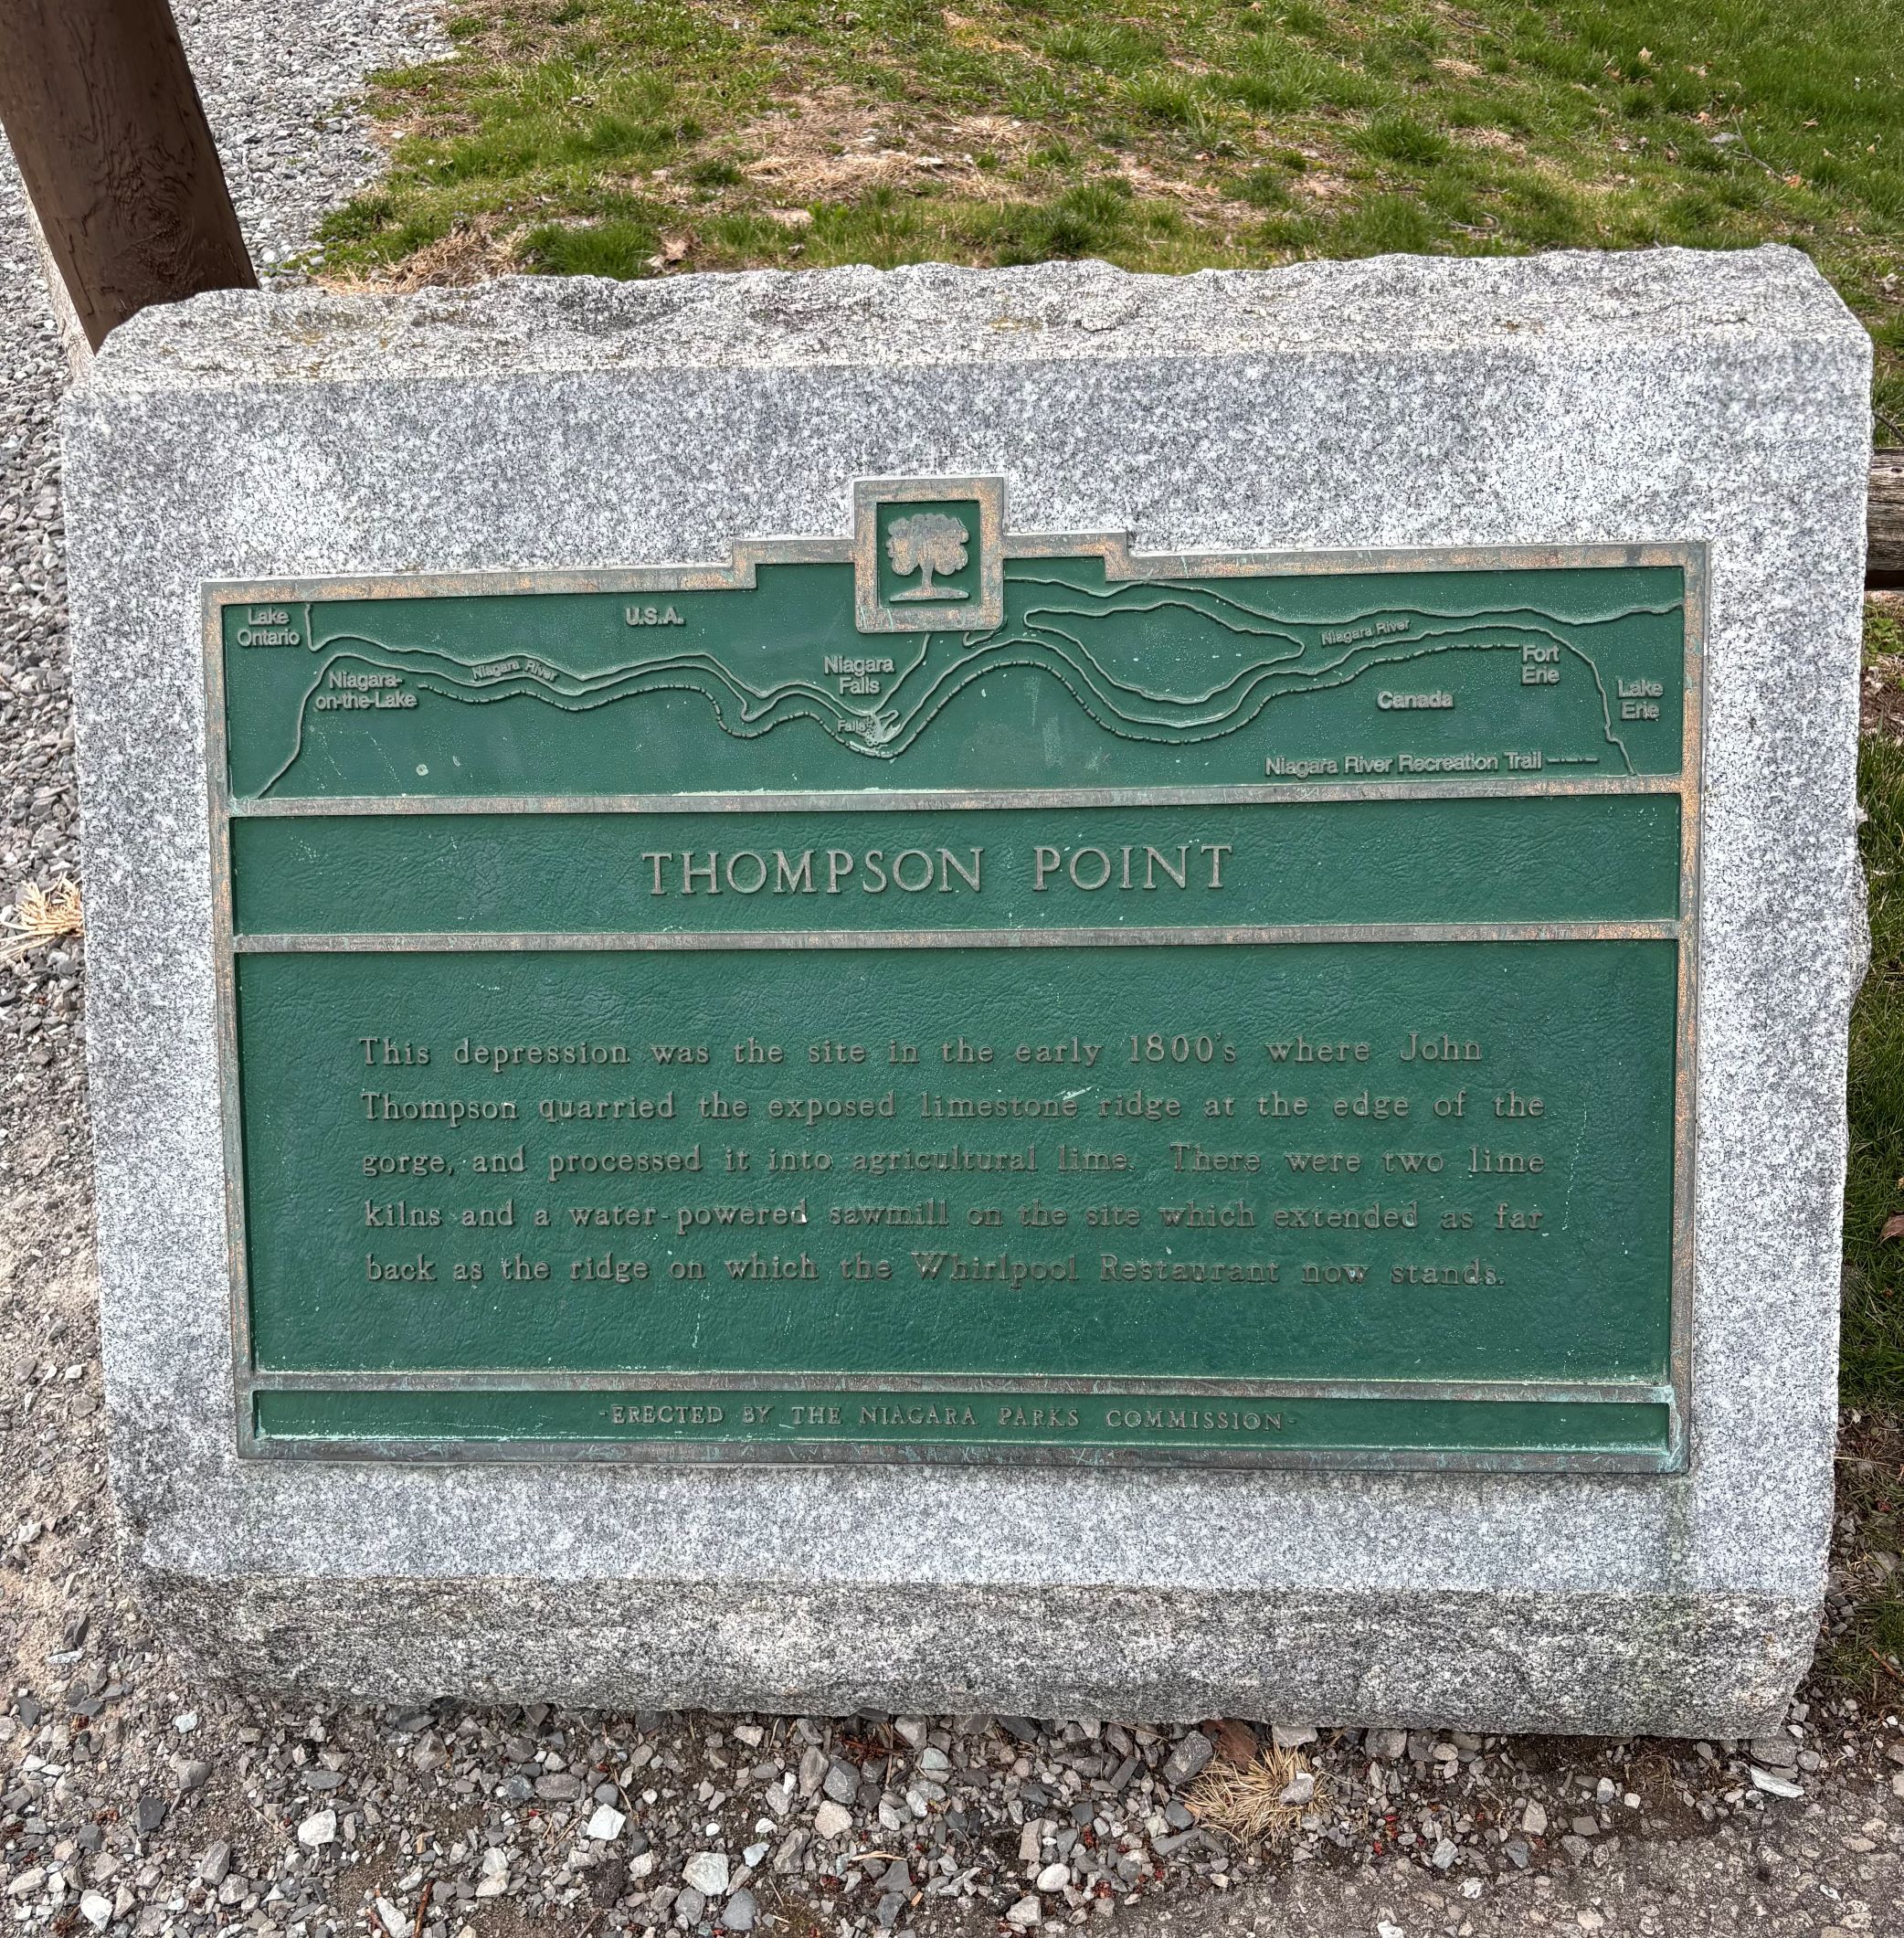 Lake
Ontario
U.S.A.
Niagara-
on-the-Lake
Niagara River
Niagara
Falls
Falls
Niagara River
Fort
Erie
Canada
Lake
Erie
Niagara River Recreation Trail
THOMPSON POINT
This depression was the site in the early 1800's where John
Thompson quarried the exposed limestone ridge at the edge of the
gorge, and processed it into agricultural lime. There were two lime
kilns and a water-powered sawmill on the site which extended as far
back as the ridge on which the Whirlpool Restaurant now stands.
-ERECTED BY THE NIAGARA PARKS COMMISSION-